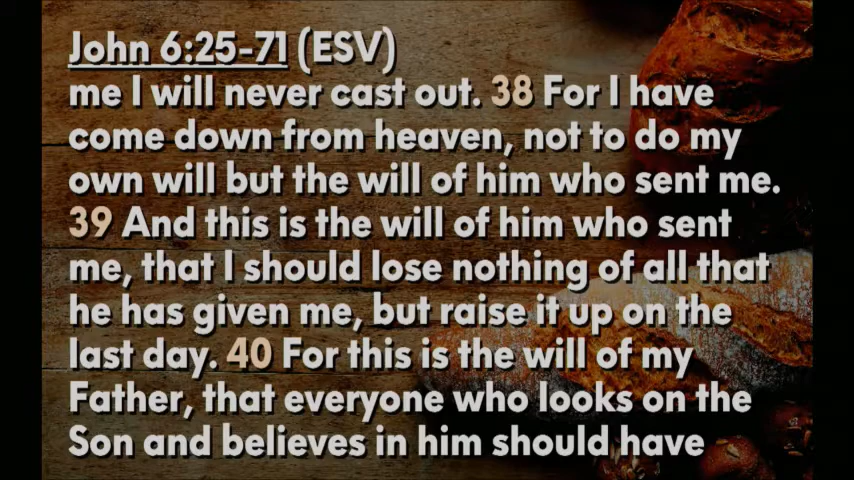 John 6:25-71 (ESV)
me I will never cast out. 38 For I have
come down from heaven, not to do my
own will but the will of him who sent me.
39 And this is the will of him who sent
me, that I should lose nothing of all that
he has given me, but raise it up on the
last day. 40 For this is the will of my
Father, that everyone who looks on the
Son and believes in him should have